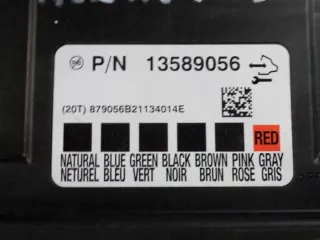 P/N 13589056
(20T) 879056B21134014E
RED
NATURAL BLUE GREEN BLACK BROWN PINK GRAY
NETUREL BLEU VERT NOIR BRUN ROSE GRIS